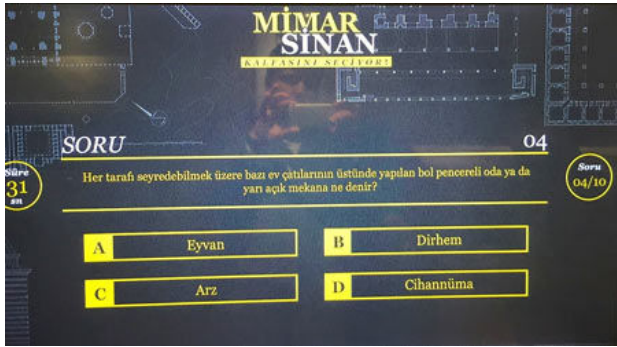 MİMAR
SİNAN
KALFASINI SEÇİYOR!
SORU
04
Süre
31
sn
Her tarafı seyredebilmek üzere bazı ev çatılarının üstünde yapılan bol pencereli oda ya da
yarı açık mekana ne denir?
Soru
04/10
A Eyvan
B Dirhem
C Arz
D Cihannüma